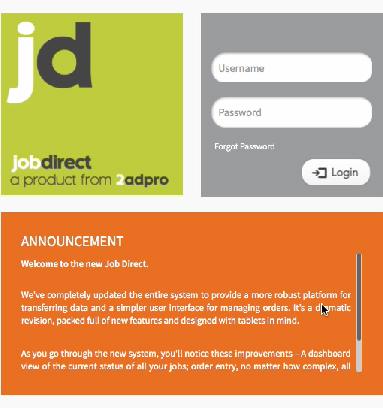 jd
jobdirect
a product from 2adpro
Username
Password
Forgot Password
Login
ANNOUNCEMENT
Welcome to the new Job Direct.
We've completely updated the entire system to provide a more robust platform for
transferring data and a simpler user interface for managing orders. It's a dramatic
revision, packed full of new features and designed with tablets in mind.
As you go through the new system, you'll notice these improvements – A dashboard
view of the current status of all your jobs; order entry, no matter how complex, all